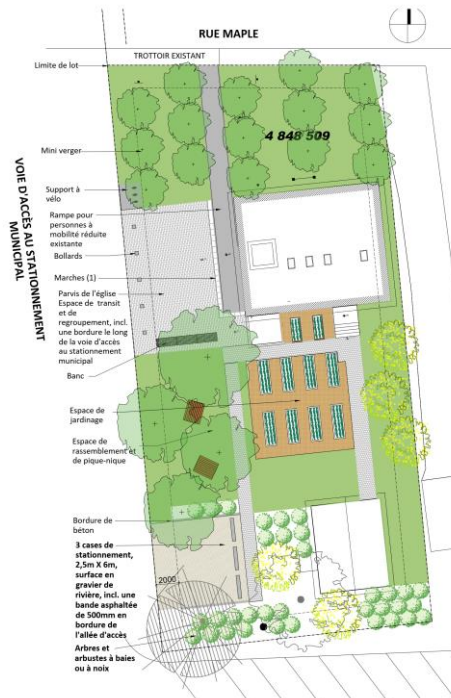 RUE MAPLE
TROTTOIR EXISTANT
Limite de lot
4 848 509
Mini verger
VOIE D'ACCÈS AU STATIONNEMENT
MUNICIPAL
Support à
vélo
Rampe pour
personnes à
mobilité réduite
existante
Bollards
Marches (1)
Parvis de l'église
Espace de transit
et de
regroupement, incl.
une bordure le long
de la voie d'accès
au stationnement
municipal
Banc
Espace de
jardinage
Espace de
rassemblement et
de pique-nique
Bordure de
béton
3 cases de
stationnement,
2,5m X 6m,
surface en
gravier de
rivière, incl. une
bande asphaltée
de 500mm en
bordure de
l'allée d'accès
2000
Arbres et
arbustes à baies
ou à noix